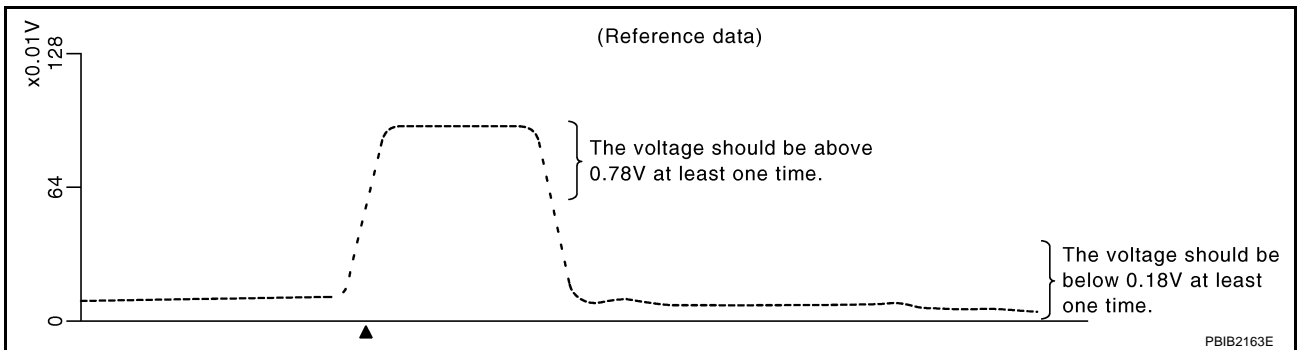 (Reference data)
x0.01V
128
64
0
The voltage should be above
0.78V at least one time.
The voltage should be
below 0.18V at least
one time.
PBIB2163E